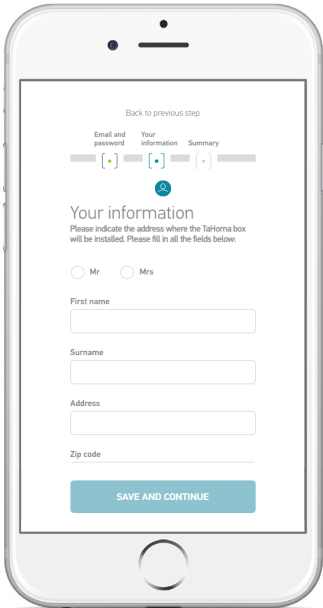 Back to previous step
Email and
password
Your
information
Summary
Your information
Please indicate the address where the TaHoma box
will be installed. Please fill in all the fields below:
Mr
Mrs
First name
Surname
Address
Zip code
SAVE AND CONTINUE